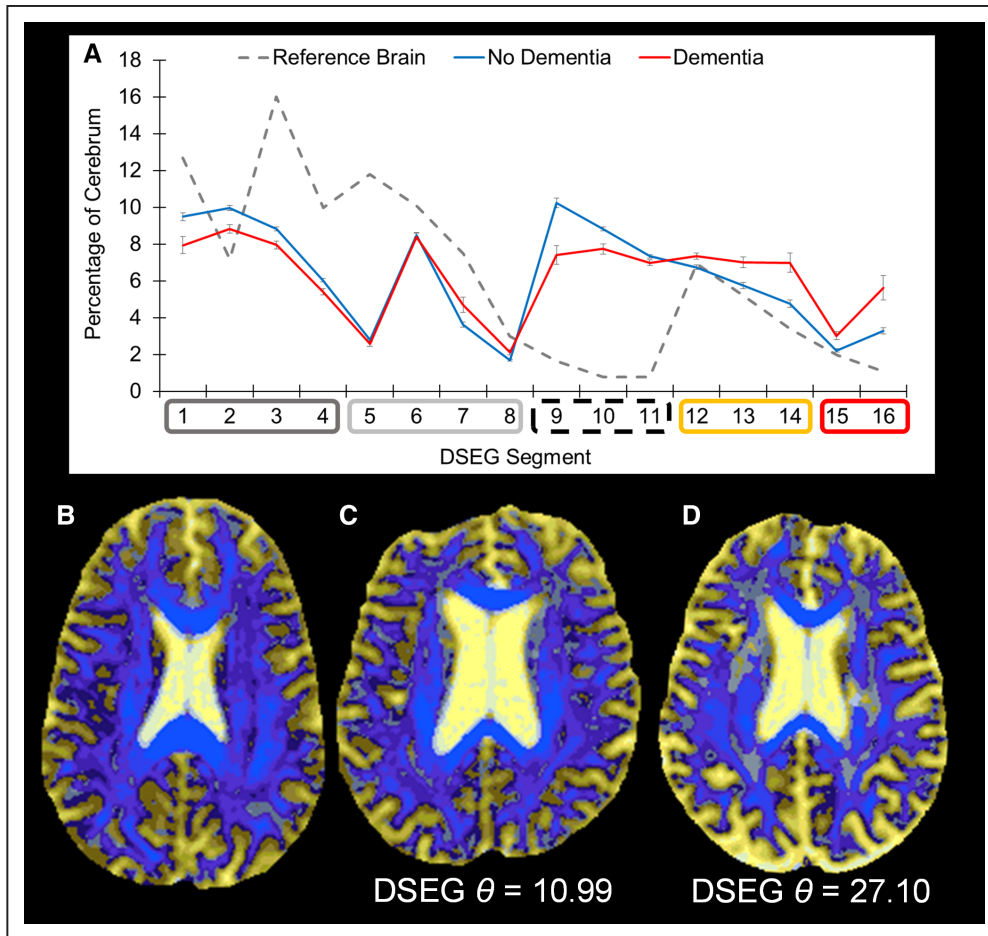 A
Reference Brain No Dementia Dementia
Percentage of Cerebrum
18
16
14
12
10
8
6
4
2
0
1 2 3 4 5 6 7 8 9 10 11 12 13 14 15 16
DSEG Segment
B C D
DSEG θ = 10.99 DSEG θ = 27.10